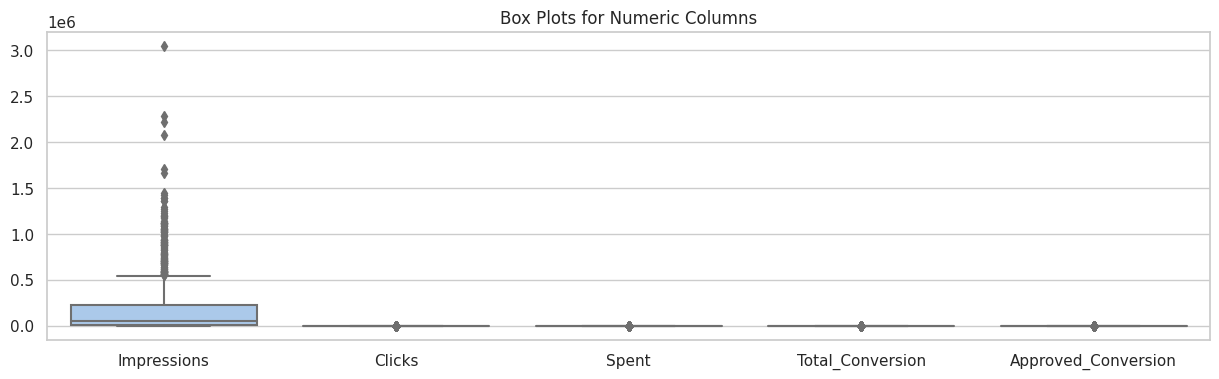 Box Plots for Numeric Columns
1e6
3.0
2.5
2.0
1.5
1.0
0.5
0.0
Impressions Clicks Spent Total_Conversion Approved_Conversion